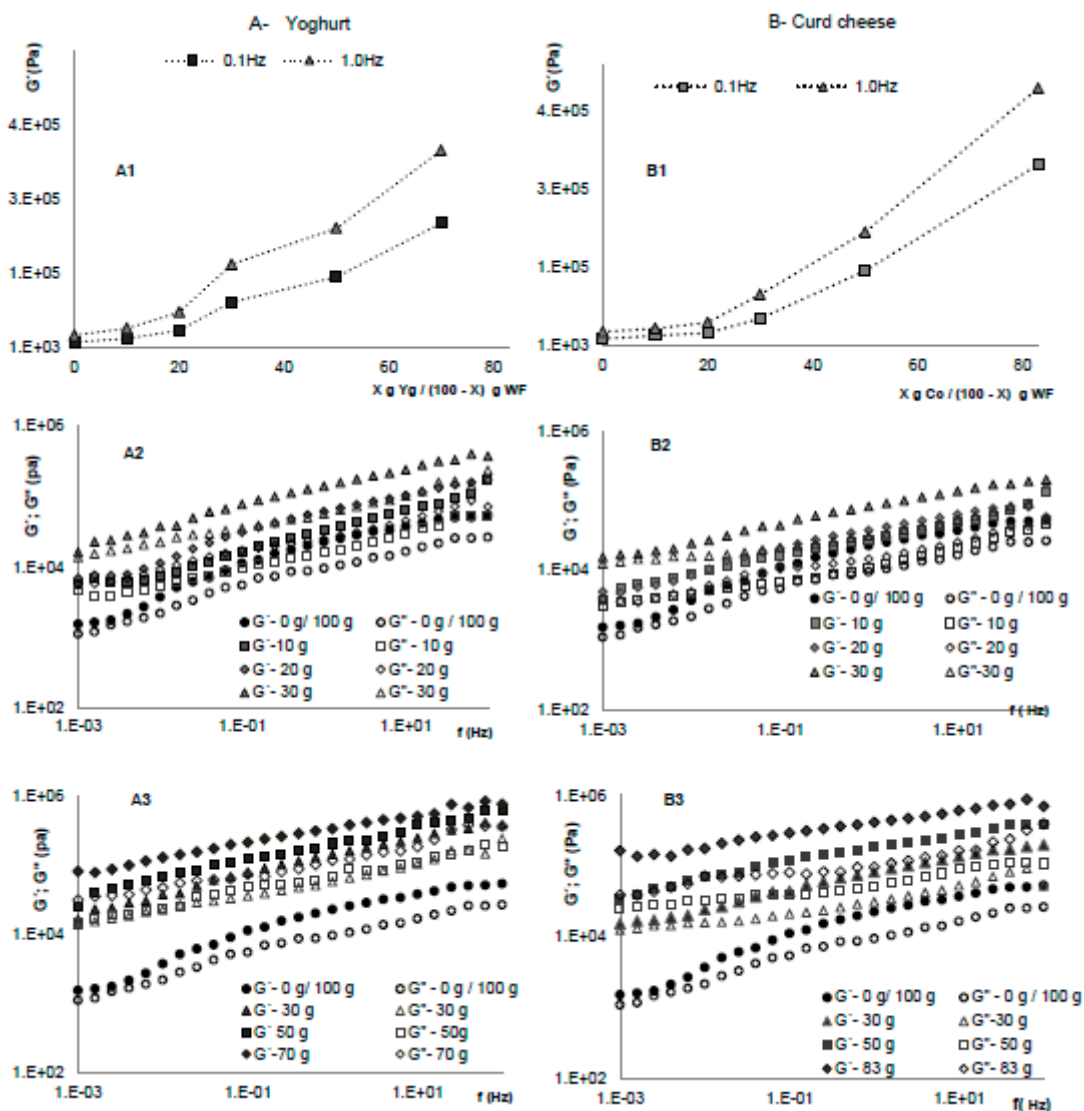 A- Yoghurt
0.1Hz 1.0Hz
G´(Pa)
4.E+05
3.E+05
1.E+05
1.E+03
A1
0 20 40 60 80
X g Yg / (100 - X) g WF
B- Curd cheese
0.1Hz 1.0Hz
G´(Pa)
4.E+05
3.E+05
1.E+05
1.E+03
B1
0 20 40 60 80
X g Co / (100 - X) g WF
1.E+06
1.E+04
1.E+02
G´; G" (pa)
A2
G´- 0 g/ 100 g G" - 0 g/100 g
G´-10 g G" - 10 g
G´- 20 g G"- 20 g
G´- 30 g G"- 30 g
1.E-03 1.E-01 1.E+01
f (Hz)
1.E+06
1.E+04
1.E+02
G´; G" (Pa)
B2
G´- 0 g/ 100 g G" - 0 g/100 g
G´- 10 g G" - 10 g
G´- 20 g G"- 20 g
G´- 30 g G"-30 g
1.E-03 1.E-01 1.E+01
f ( Hz)
1.E+06
1.E+04
1.E+02
G´; G" (pa)
A3
G´- 0 g/ 100 g G" - 0 g/100 g
G´- 30 g G"- 30 g
G´ 50 g G" - 50g
G´-70 g G"- 70 g
1.E-03 1.E-01 1.E+01
f (Hz)
1.E+06
1.E+04
1.E+02
G´; G" (Pa)
B3
G´- 0 g/ 100 g G" - 0 g/100 g
G´- 30 g G"-30 g
G´- 50 g G" - 50 g
G´- 83 g G"- 83 g
1.E-03 1.E-01 1.E+01
f( Hz)